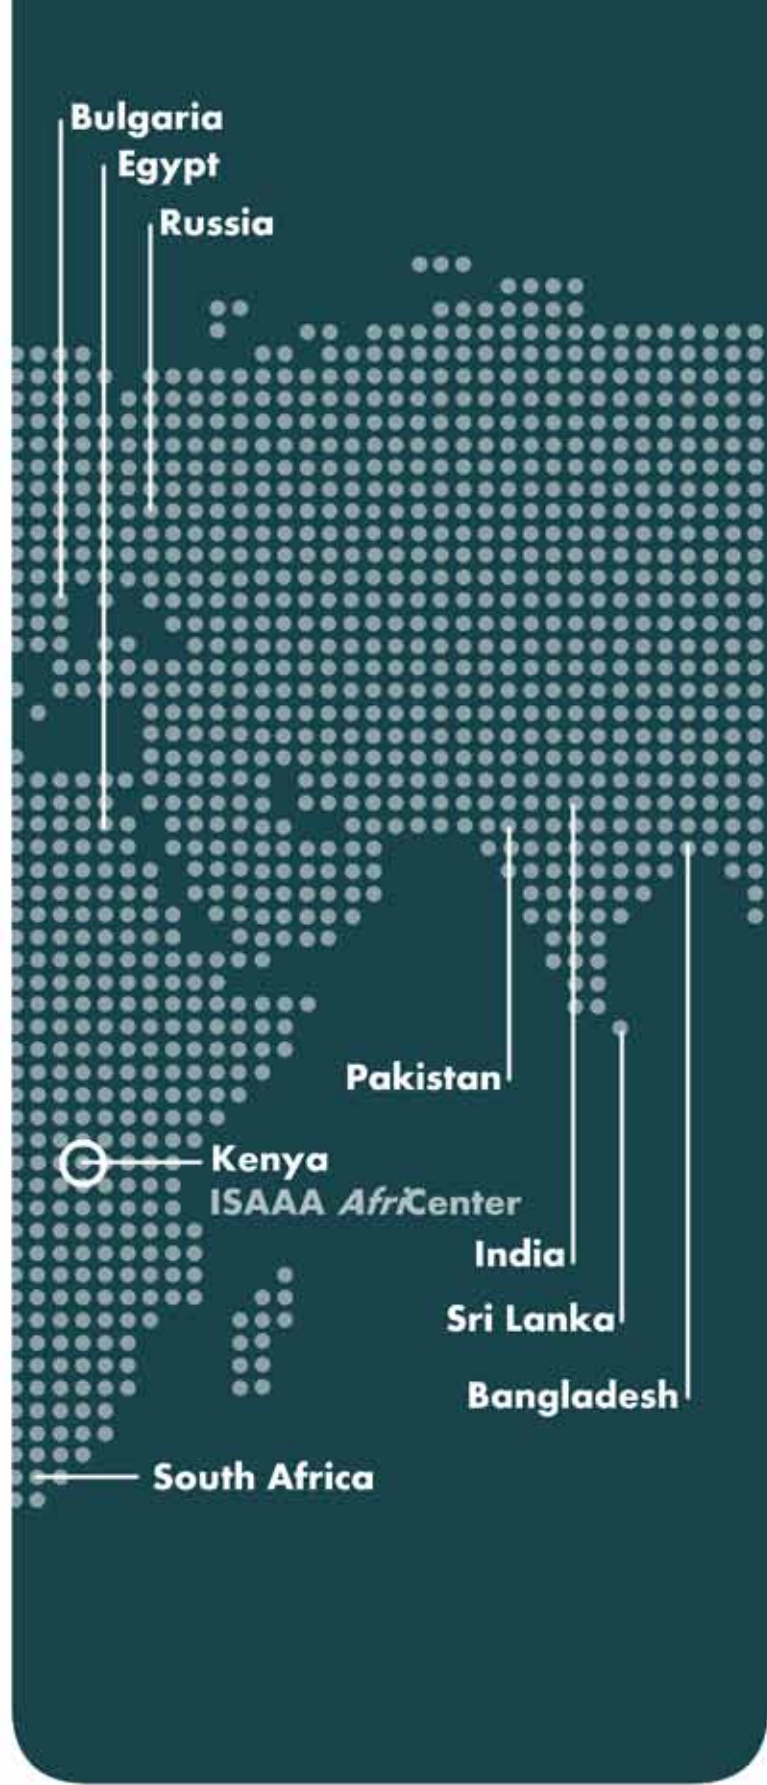 Bulgaria
Egypt
Russia
Pakistan
Kenya
ISAAA AfriCenter
India
Sri Lanka
Bangladesh
South Africa